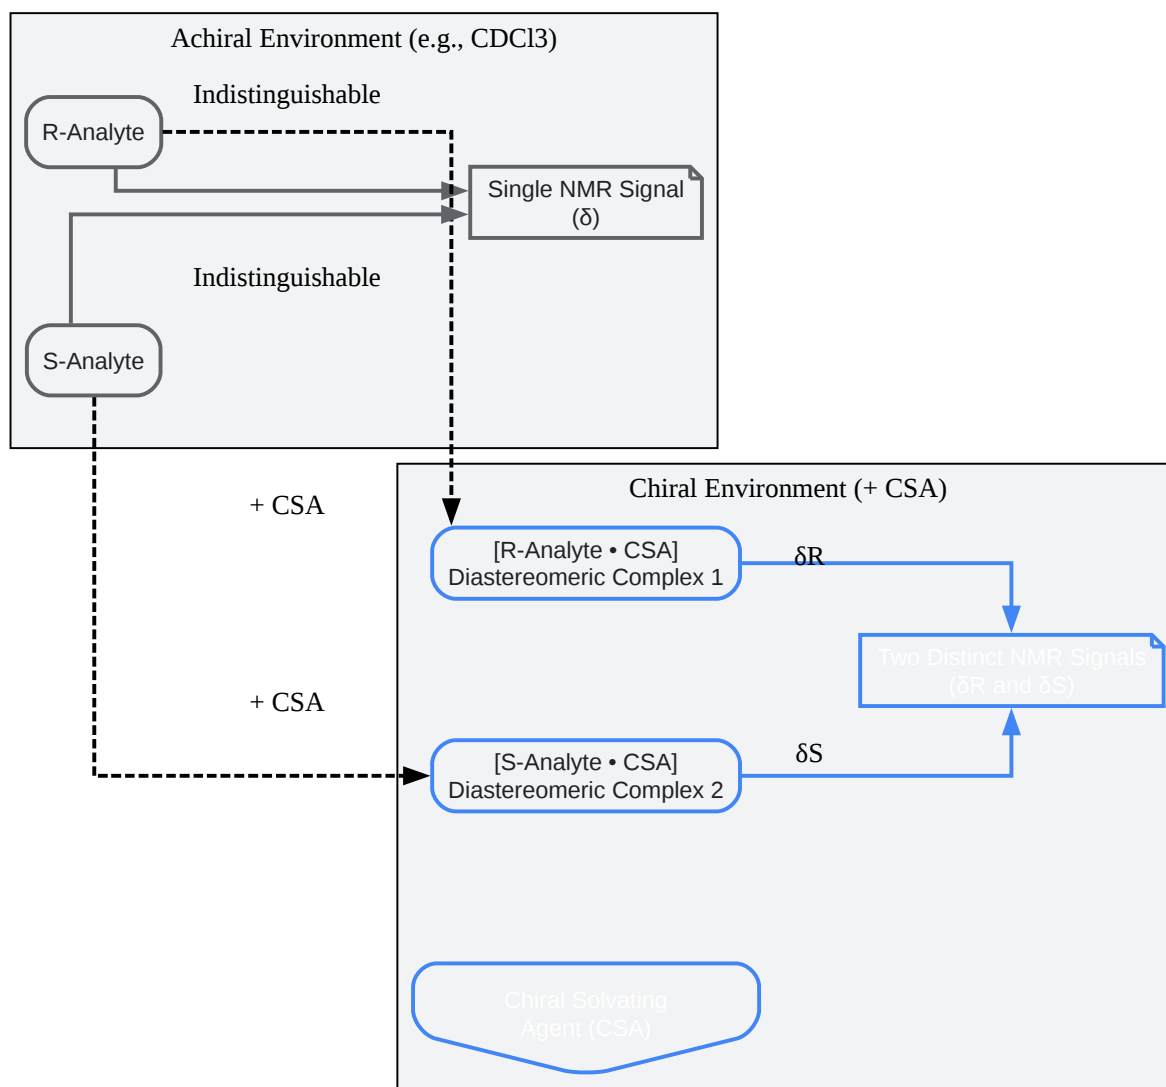 Achiral Environment (e.g., CDCl3)
Indistinguishable
R-Analyte
Single NMR Signal
(δ)
Indistinguishable
S-Analyte
Chiral Environment (+ CSA)
+ CSA
[R-Analyte • CSA]
Diastereomeric Complex 1
δR
Two Distinct NMR Signals
(δR and δS)
+ CSA
[S-Analyte • CSA]
Diastereomeric Complex 2
δS
Chiral Solvating
Agent (CSA)